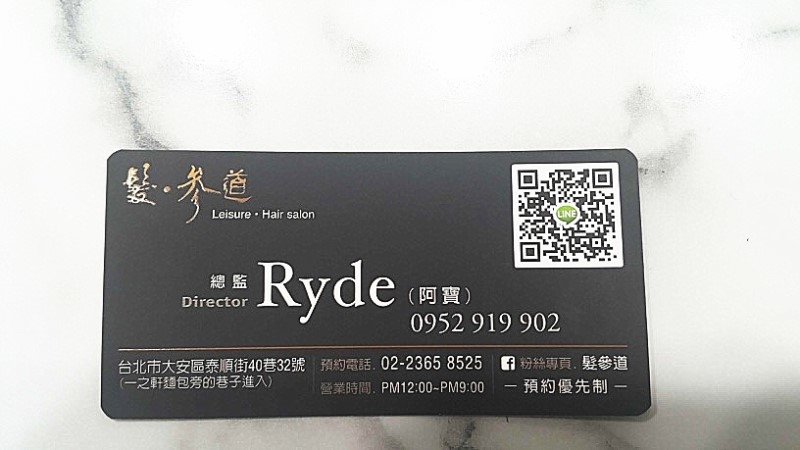 髮·參道
Leisure·Hair salon
LINE
總監
Director
Ryde
(阿寶)
0952 919 902
台北市大安區泰順街40巷32號
(一之軒麵包旁的巷子進入)
預約電話. 02-2365 8525
營業時間. PM12:00~PM9:00
粉絲專頁. 髮參道
— 預約優先制 —